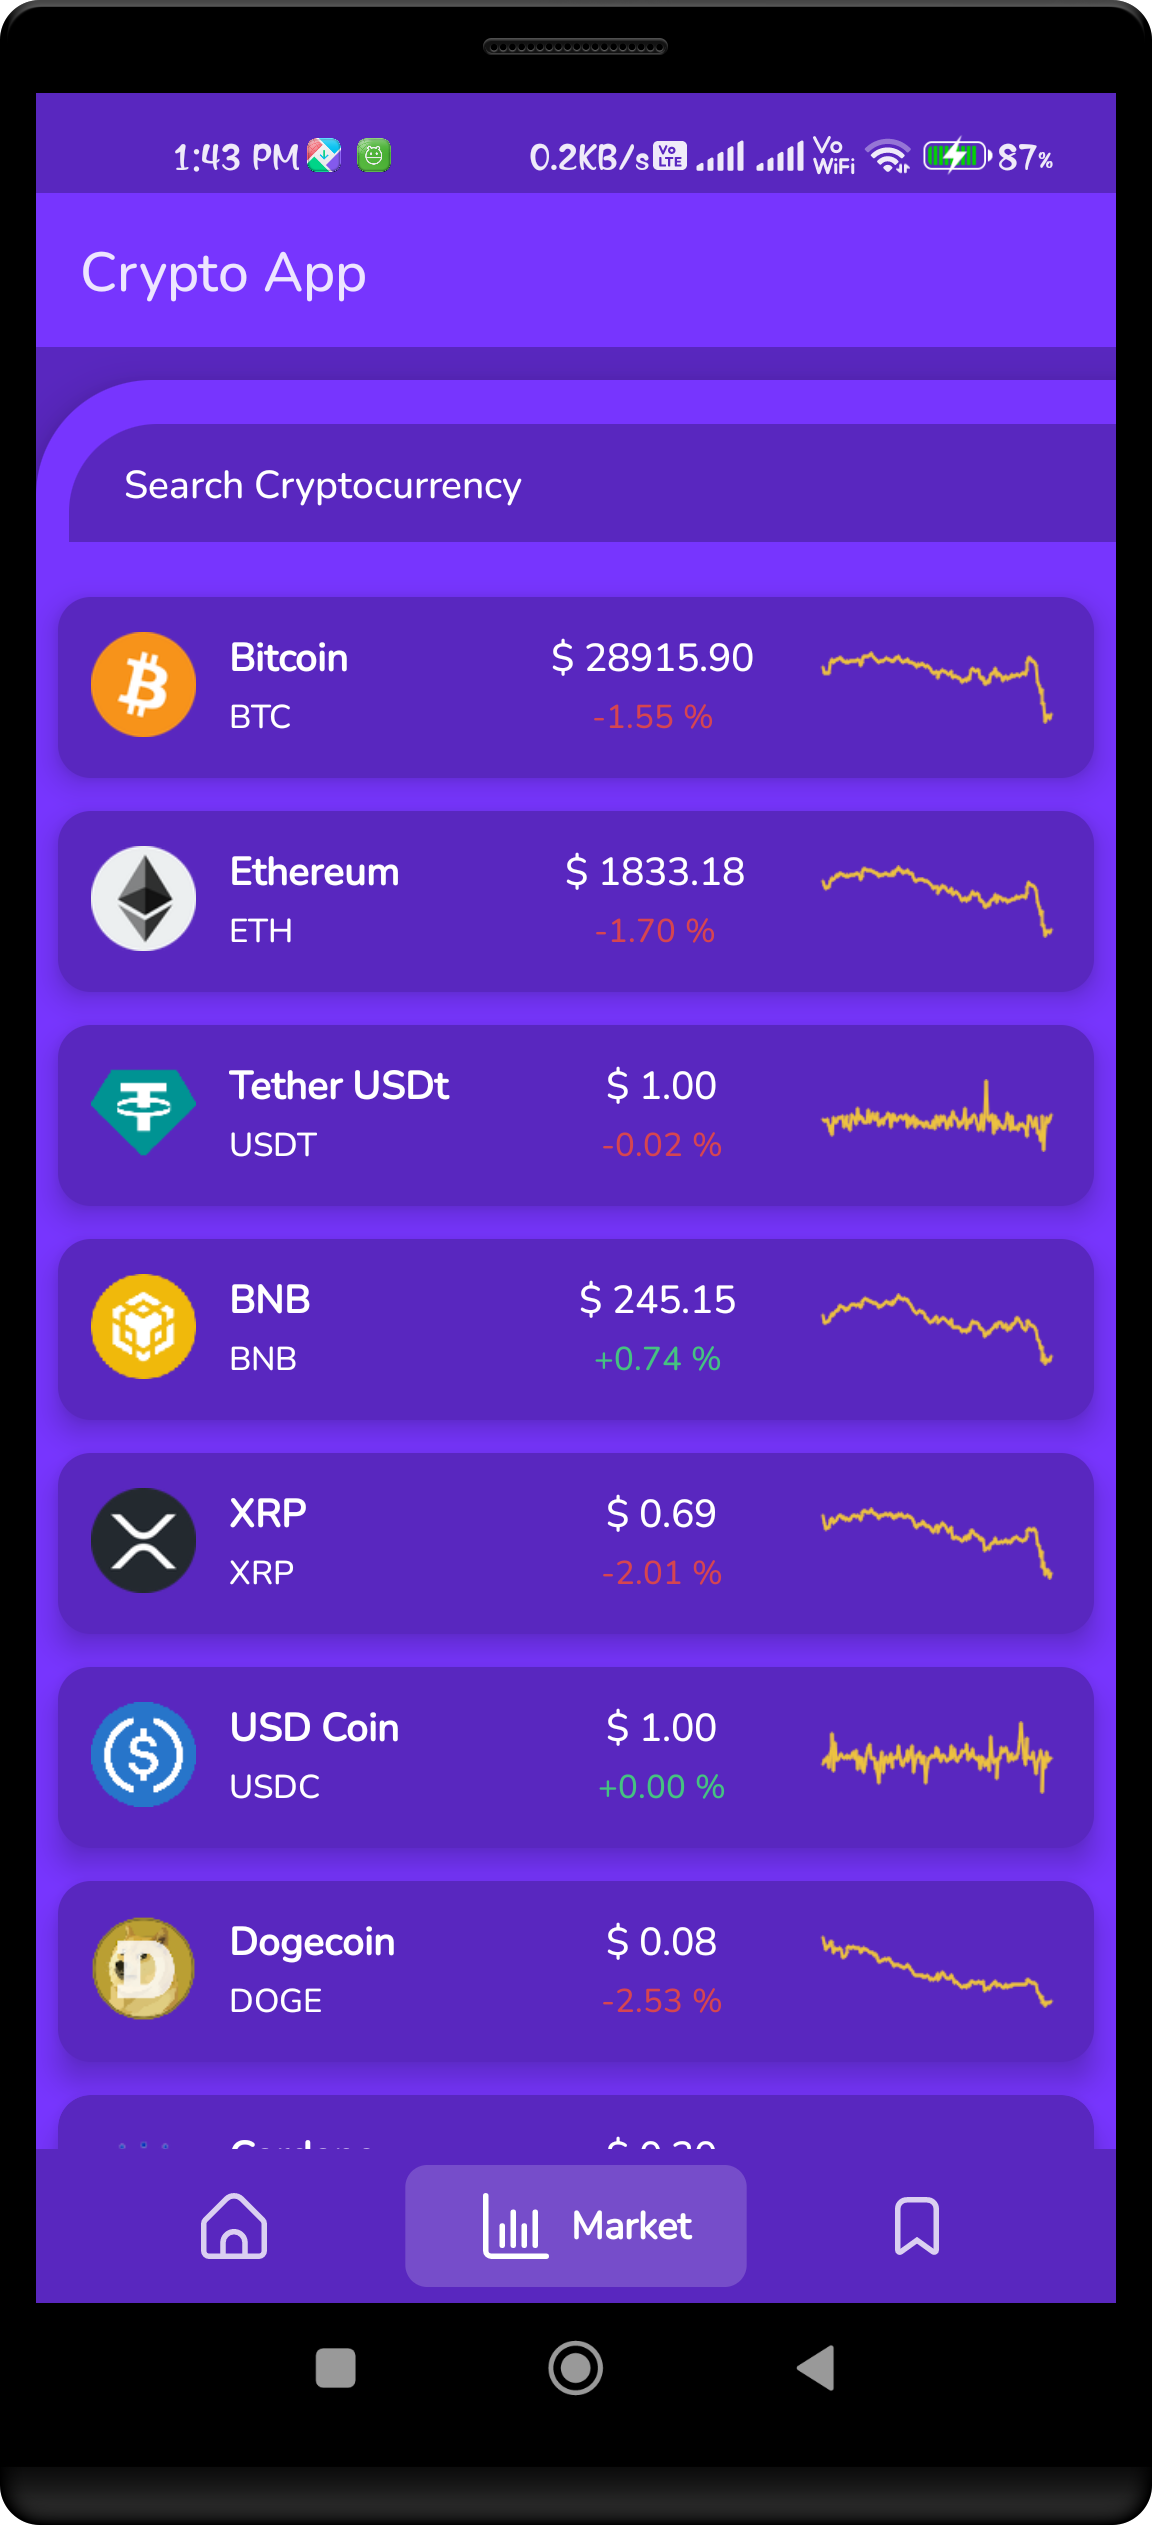 1:43 PM 0.2KB/s Vo LTE Vo WiFi 87%
Crypto App
Search Cryptocurrency
Bitcoin $ 28915.90
BTC -1.55 %
Ethereum $ 1833.18
ETH -1.70 %
Tether USDt $ 1.00
USDT -0.02 %
BNB $ 245.15
BNB +0.74 %
XRP $ 0.69
XRP -2.01 %
USD Coin $ 1.00
USDC +0.00 %
Dogecoin $ 0.08
DOGE -2.53 %
Market